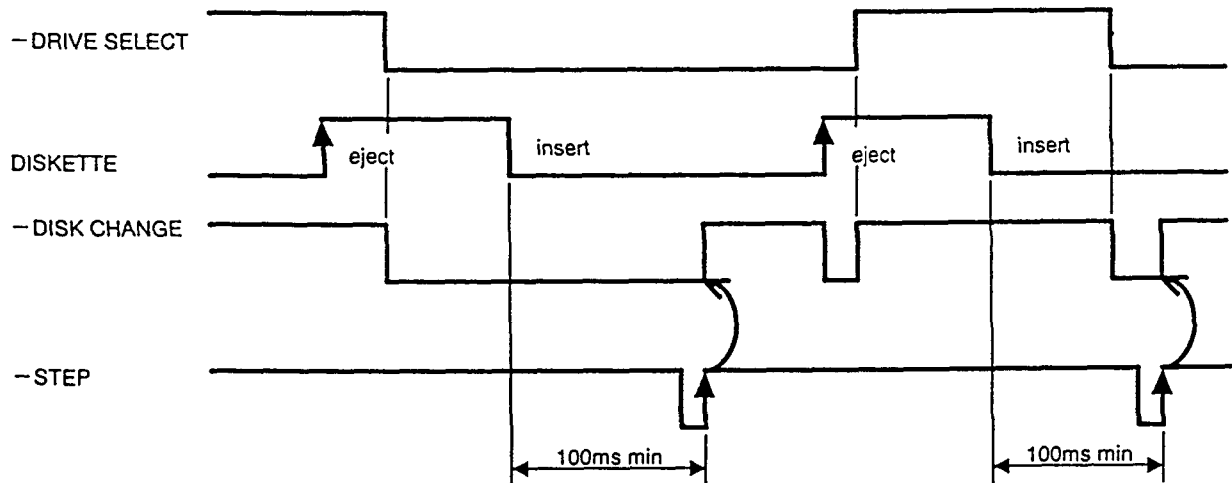 −DRIVE SELECT
DISKETTE
eject
insert
eject
insert
−DISK CHANGE
−STEP
100ms min
100ms min